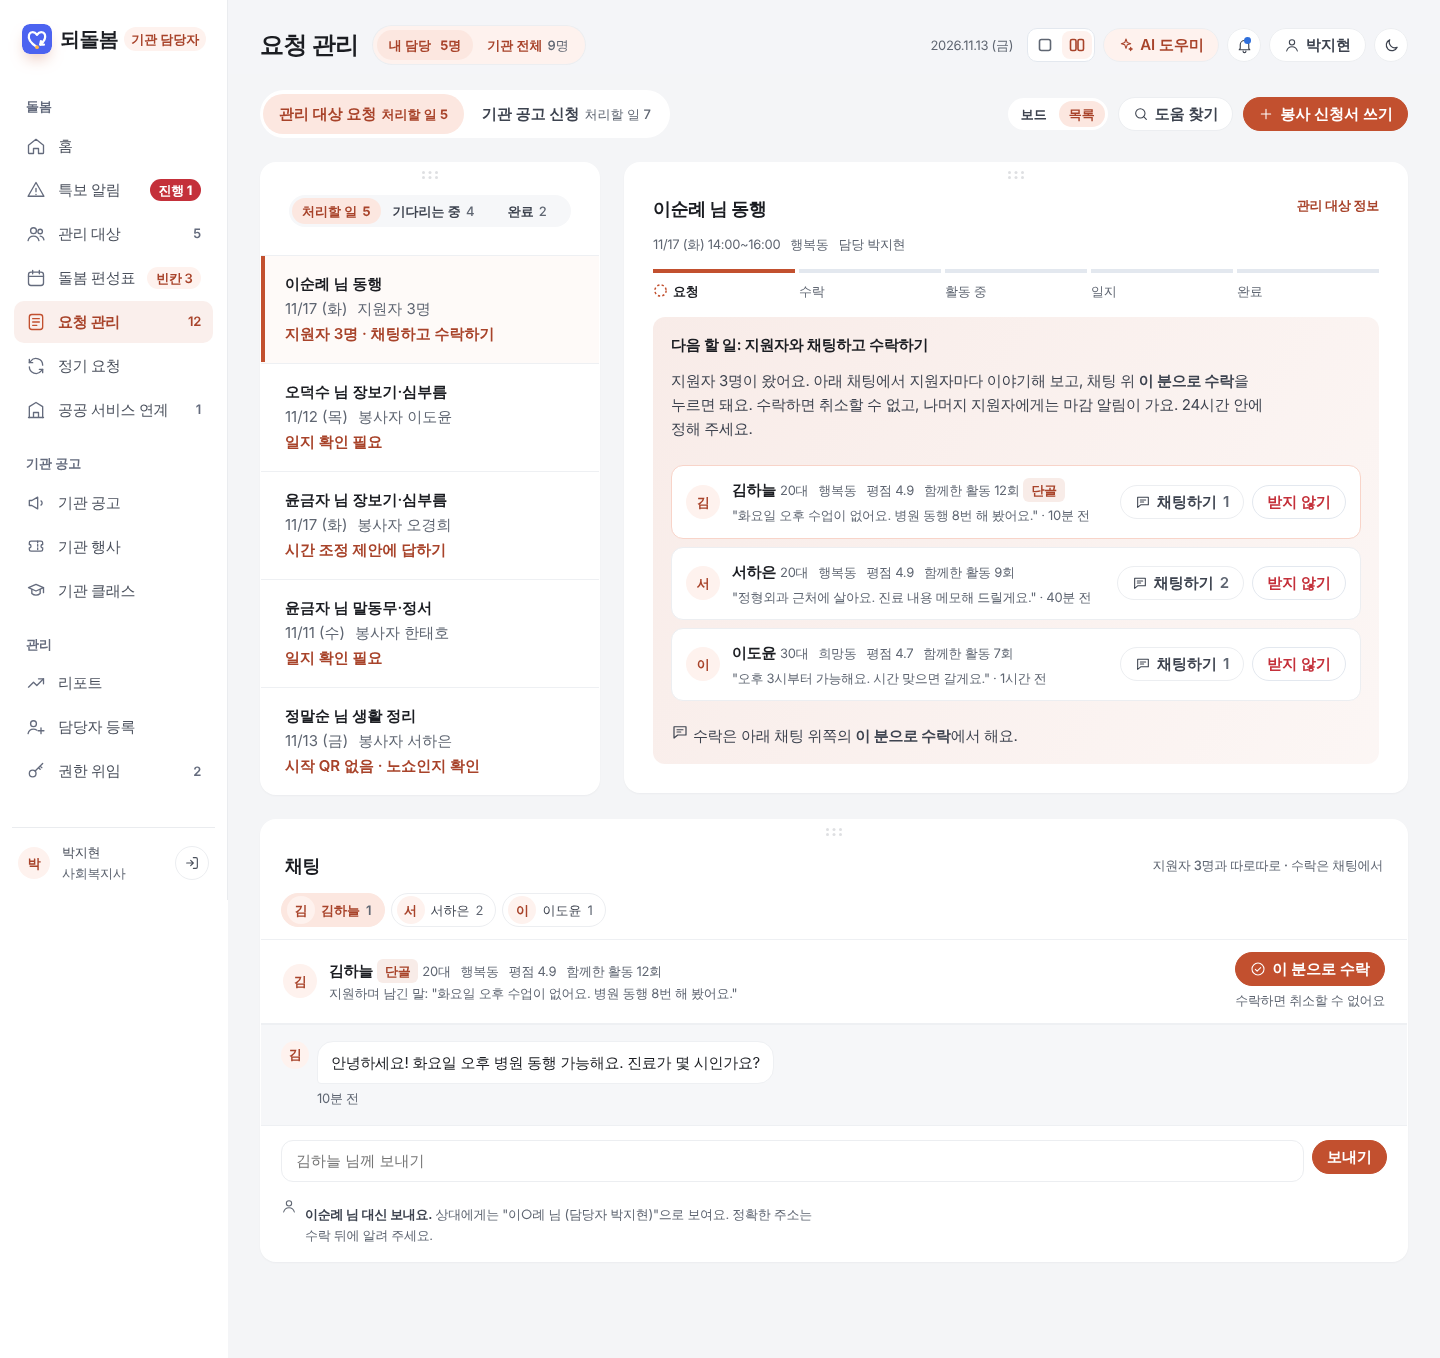 되돌봄 기관 담당자
돌봄
홈
특보 알림 진행 1
관리 대상 5
돌봄 편성표 빈칸 3
요청 관리 12
정기 요청
공공 서비스 연계 1
기관 공고
기관 공고
기관 행사
기관 클래스
관리
리포트
담당자 등록
권한 위임 2
박 박지현
사회복지사
요청 관리 내 담당 5명 기관 전체 9명
2026.11.13 (금) AI 도우미 박지현
관리 대상 요청 처리할 일 5 기관 공고 신청 처리할 일 7
보드 목록 도움 찾기 봉사 신청서 쓰기
처리할 일 5 기다리는 중 4 완료 2
이순례 님 동행
11/17 (화) 지원자 3명
지원자 3명 · 채팅하고 수락하기
오덕수 님 장보기·심부름
11/12 (목) 봉사자 이도윤
일지 확인 필요
윤금자 님 장보기·심부름
11/17 (화) 봉사자 오경희
시간 조정 제안에 답하기
윤금자 님 말동무·정서
11/11 (수) 봉사자 한태호
일지 확인 필요
정말순 님 생활 정리
11/13 (금) 봉사자 서하은
시작 QR 없음 · 노쇼인지 확인
이순례 님 동행 관리 대상 정보
11/17 (화) 14:00~16:00 행복동 담당 박지현
요청 수락 활동 중 일지 완료
다음 할 일: 지원자와 채팅하고 수락하기
지원자 3명이 왔어요. 아래 채팅에서 지원자마다 이야기해 보고, 채팅 위 이 분으로 수락을
누르면 돼요. 수락하면 취소할 수 없고, 나머지 지원자에게는 마감 알림이 가요. 24시간 안에
정해 주세요.
김 김하늘 20대 행복동 평점 4.9 함께한 활동 12회 단골
"화요일 오후 수업이 없어요. 병원 동행 8번 해 봤어요." · 10분 전
채팅하기 1 받지 않기
서 서하은 20대 행복동 평점 4.9 함께한 활동 9회
"정형외과 근처에 살아요. 진료 내용 메모해 드릴게요." · 40분 전
채팅하기 2 받지 않기
이 이도윤 30대 희망동 평점 4.7 함께한 활동 7회
"오후 3시부터 가능해요. 시간 맞으면 갈게요." · 1시간 전
채팅하기 1 받지 않기
수락은 아래 채팅 위쪽의 이 분으로 수락에서 해요.
채팅 지원자 3명과 따로따로 · 수락은 채팅에서
김 김하늘 1 서 서하은 2 이 이도윤 1
김 김하늘 단골 20대 행복동 평점 4.9 함께한 활동 12회
지원하며 남긴 말: "화요일 오후 수업이 없어요. 병원 동행 8번 해 봤어요."
이 분으로 수락
수락하면 취소할 수 없어요
김 안녕하세요! 화요일 오후 병원 동행 가능해요. 진료가 몇 시인가요?
10분 전
김하늘 님께 보내기 보내기
이순례 님 대신 보내요. 상대에게는 "이○례 님 (담당자 박지현)"으로 보여요. 정확한 주소는
수락 뒤에 알려 주세요.